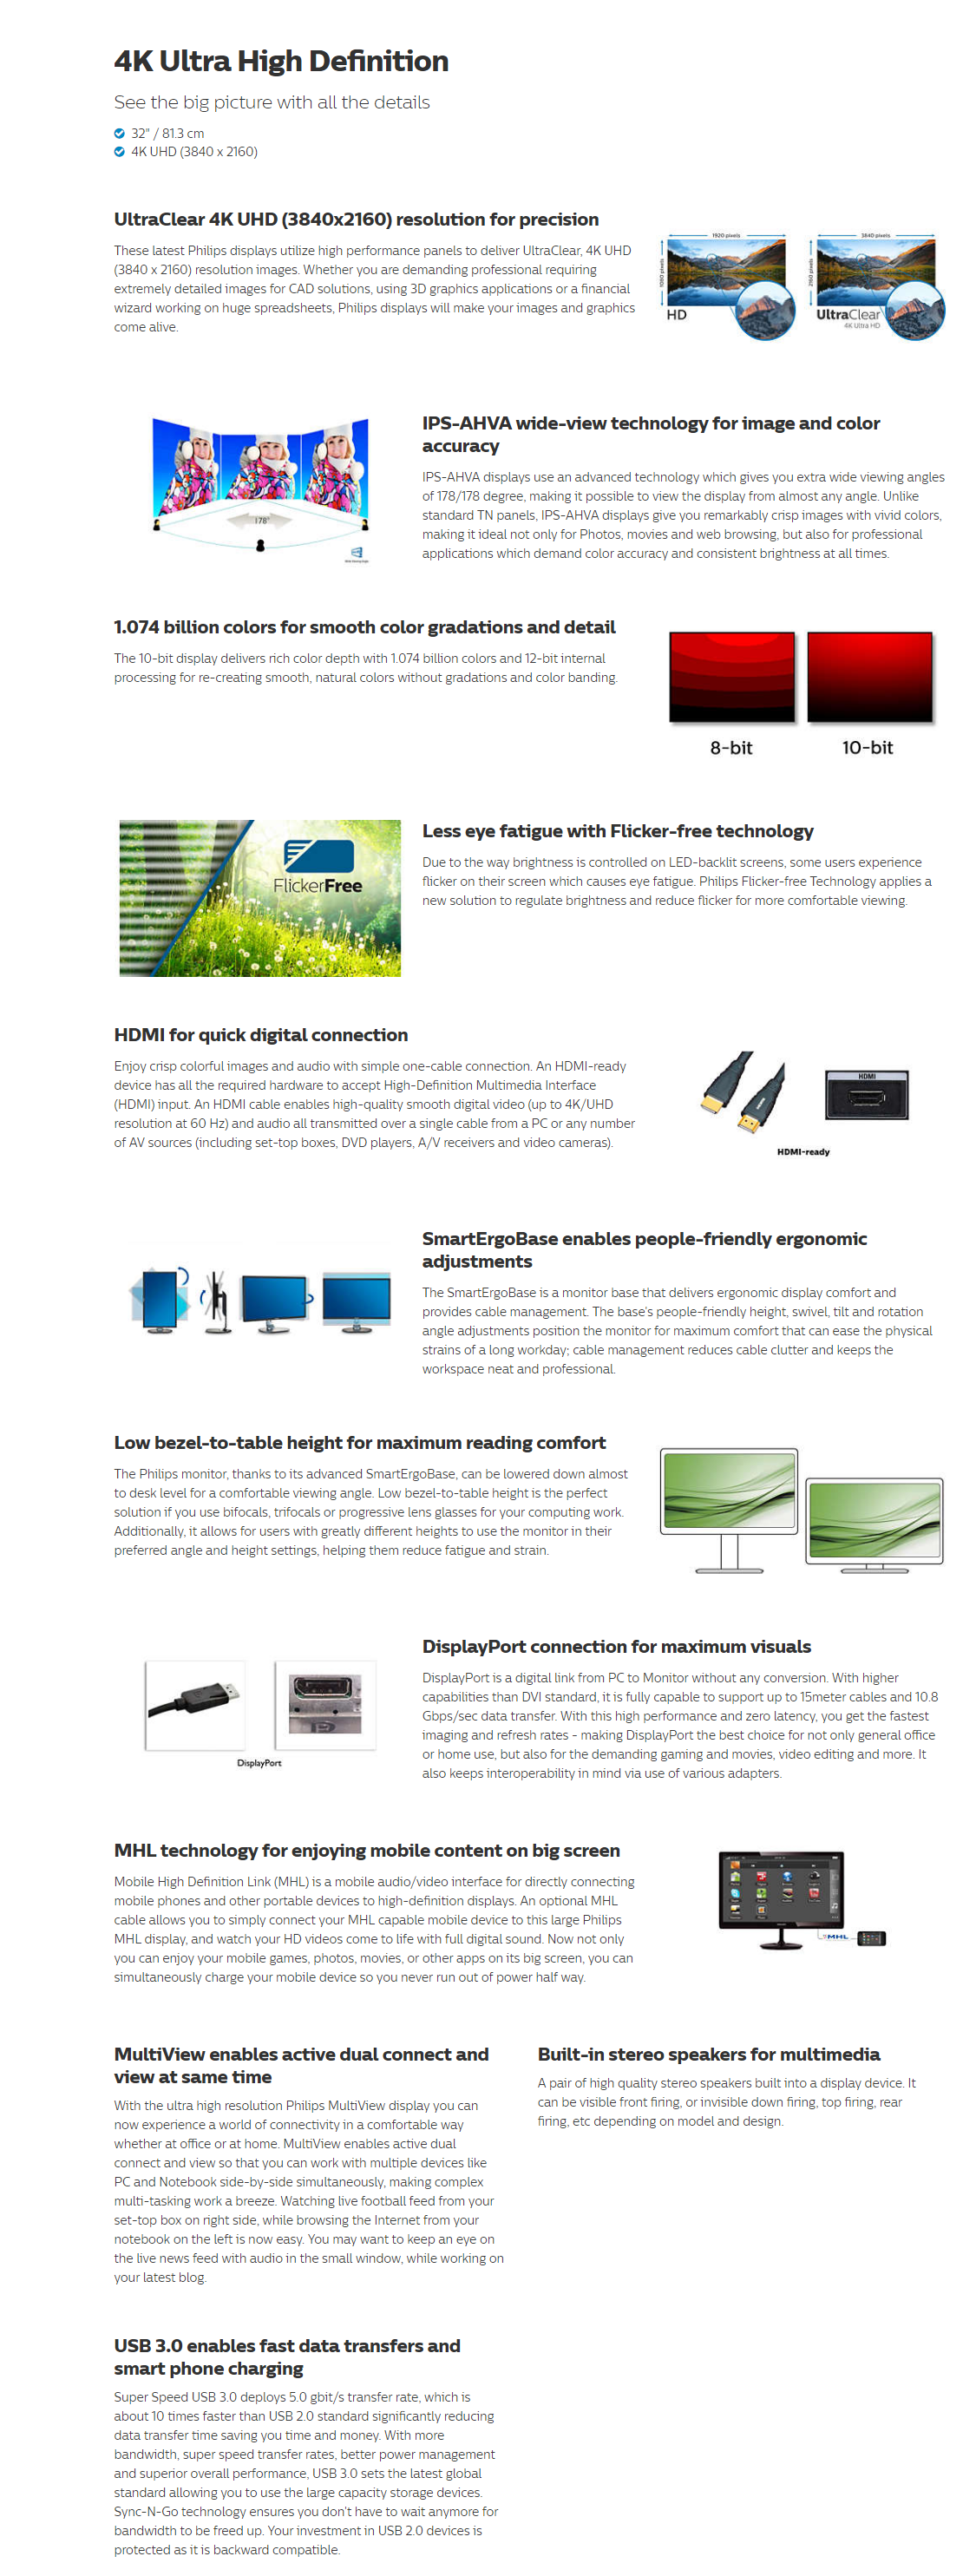 4K Ultra High Definition
See the big picture with all the details
32" / 81.3 cm
4K UHD (3840 x 2160)
UltraClear 4K UHD (3840x2160) resolution for precision
These latest Philips displays utilize high performance panels to deliver UltraClear, 4K UHD
(3840 x 2160) resolution images. Whether you are demanding professional requiring
extremely detailed images for CAD solutions, using 3D graphics applications or a financial
wizard working on huge spreadsheets, Philips displays will make your images and graphics
come alive.
1920 pixels
1080 pixels
HD
3840 pixels
2160 pixels
UltraClear
4K Ultra HD
178°
IPS-AHVA wide-view technology for image and color
accuracy
IPS-AHVA displays use an advanced technology which gives you extra wide viewing angles
of 178/178 degree, making it possible to view the display from almost any angle. Unlike
standard TN panels, IPS-AHVA displays give you remarkably crisp images with vivid colors,
making it ideal not only for Photos, movies and web browsing, but also for professional
applications which demand color accuracy and consistent brightness at all times.
1.074 billion colors for smooth color gradations and detail
The 10-bit display delivers rich color depth with 1.074 billion colors and 12-bit internal
processing for re-creating smooth, natural colors without gradations and color banding.
8-bit
10-bit
FlickerFree
Less eye fatigue with Flicker-free technology
Due to the way brightness is controlled on LED-backlit screens, some users experience
flicker on their screen which causes eye fatigue. Philips Flicker-free Technology applies a
new solution to regulate brightness and reduce flicker for more comfortable viewing.
HDMI for quick digital connection
Enjoy crisp colorful images and audio with simple one-cable connection. An HDMI-ready
device has all the required hardware to accept High-Definition Multimedia Interface
(HDMI) input. An HDMI cable enables high-quality smooth digital video (up to 4K/UHD
resolution at 60 Hz) and audio all transmitted over a single cable from a PC or any number
of AV sources (including set-top boxes, DVD players, A/V receivers and video cameras).
HDMI
HDMI-ready
SmartErgoBase enables people-friendly ergonomic
adjustments
The SmartErgoBase is a monitor base that delivers ergonomic display comfort and
provides cable management. The base's people-friendly height, swivel, tilt and rotation
angle adjustments position the monitor for maximum comfort that can ease the physical
strains of a long workday; cable management reduces cable clutter and keeps the
workspace neat and professional.
Low bezel-to-table height for maximum reading comfort
The Philips monitor, thanks to its advanced SmartErgoBase, can be lowered down almost
to desk level for a comfortable viewing angle. Low bezel-to-table height is the perfect
solution if you use bifocals, trifocals or progressive lens glasses for your computing work.
Additionally, it allows for users with greatly different heights to use the monitor in their
preferred angle and height settings, helping them reduce fatigue and strain.
DisplayPort
DisplayPort connection for maximum visuals
DisplayPort is a digital link from PC to Monitor without any conversion. With higher
capabilities than DVI standard, it is fully capable to support up to 15meter cables and 10.8
Gbps/sec data transfer. With this high performance and zero latency, you get the fastest
imaging and refresh rates - making DisplayPort the best choice for not only general office
or home use, but also for the demanding gaming and movies, video editing and more. It
also keeps interoperability in mind via use of various adapters.
MHL technology for enjoying mobile content on big screen
Mobile High Definition Link (MHL) is a mobile audio/video interface for directly connecting
mobile phones and other portable devices to high-definition displays. An optional MHL
cable allows you to simply connect your MHL capable mobile device to this large Philips
MHL display, and watch your HD videos come to life with full digital sound. Now not only
you can enjoy your mobile games, photos, movies, or other apps on its big screen, you can
simultaneously charge your mobile device so you never run out of power half way.
MHL
MultiView enables active dual connect and
view at same time
With the ultra high resolution Philips MultiView display you can
now experience a world of connectivity in a comfortable way
whether at office or at home. MultiView enables active dual
connect and view so that you can work with multiple devices like
PC and Notebook side-by-side simultaneously, making complex
multi-tasking work a breeze. Watching live football feed from your
set-top box on right side, while browsing the Internet from your
notebook on the left is now easy. You may want to keep an eye on
the live news feed with audio in the small window, while working on
your latest blog.
Built-in stereo speakers for multimedia
A pair of high quality stereo speakers built into a display device. It
can be visible front firing, or invisible down firing, top firing, rear
firing, etc depending on model and design.
USB 3.0 enables fast data transfers and
smart phone charging
Super Speed USB 3.0 deploys 5.0 gbit/s transfer rate, which is
about 10 times faster than USB 2.0 standard significantly reducing
data transfer time saving you time and money. With more
bandwidth, super speed transfer rates, better power management
and superior overall performance, USB 3.0 sets the latest global
standard allowing you to use the large capacity storage devices.
Sync-N-Go technology ensures you don't have to wait anymore for
bandwidth to be freed up. Your investment in USB 2.0 devices is
protected as it is backward compatible.